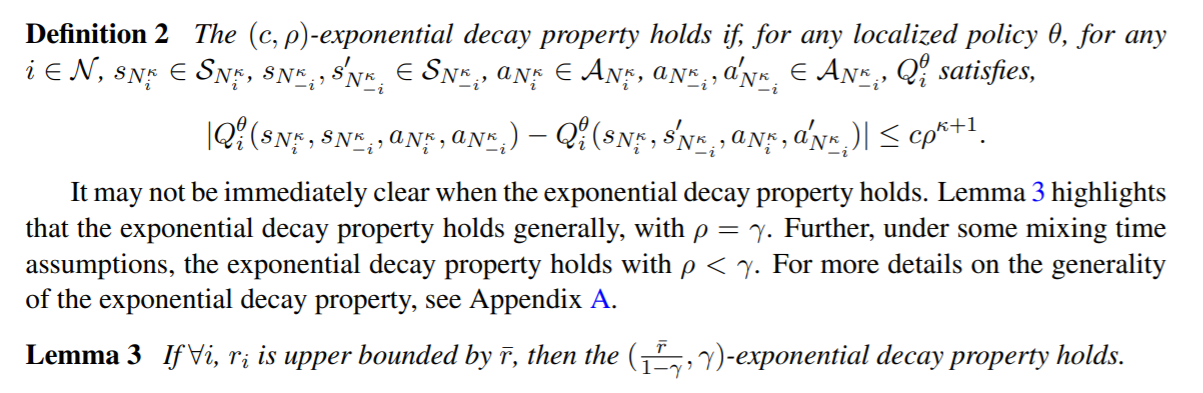 Definition 2 The (c, ρ)-exponential decay property holds if, for any localized policy θ, for any
i ∈ N, s_{N_i^κ} ∈ S_{N_i^κ}, s_{N_{-i}^κ}, s'_{N_{-i}^κ} ∈ S_{N_{-i}^κ}, a_{N_i^κ} ∈ A_{N_i^κ}, a_{N_{-i}^κ}, a'_{N_{-i}^κ} ∈ A_{N_{-i}^κ}, Q_i^θ satisfies,
|Q_i^θ(s_{N_i^κ}, s_{N_{-i}^κ}, a_{N_i^κ}, a_{N_{-i}^κ}) − Q_i^θ(s_{N_i^κ}, s'_{N_{-i}^κ}, a_{N_i^κ}, a'_{N_{-i}^κ})| ≤ cρ^{κ+1}.
It may not be immediately clear when the exponential decay property holds. Lemma 3 highlights
that the exponential decay property holds generally, with ρ = γ. Further, under some mixing time
assumptions, the exponential decay property holds with ρ < γ. For more details on the generality
of the exponential decay property, see Appendix A.
Lemma 3 If ∀i, r_i is upper bounded by r̄, then the (r̄/(1−γ), γ)-exponential decay property holds.